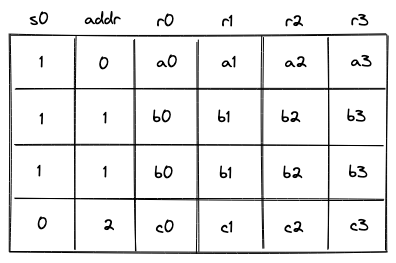 s0 addr r0 r1 r2 r3
1 0 a0 a1 a2 a3
1 1 b0 b1 b2 b3
1 1 b0 b1 b2 b3
0 2 c0 c1 c2 c3